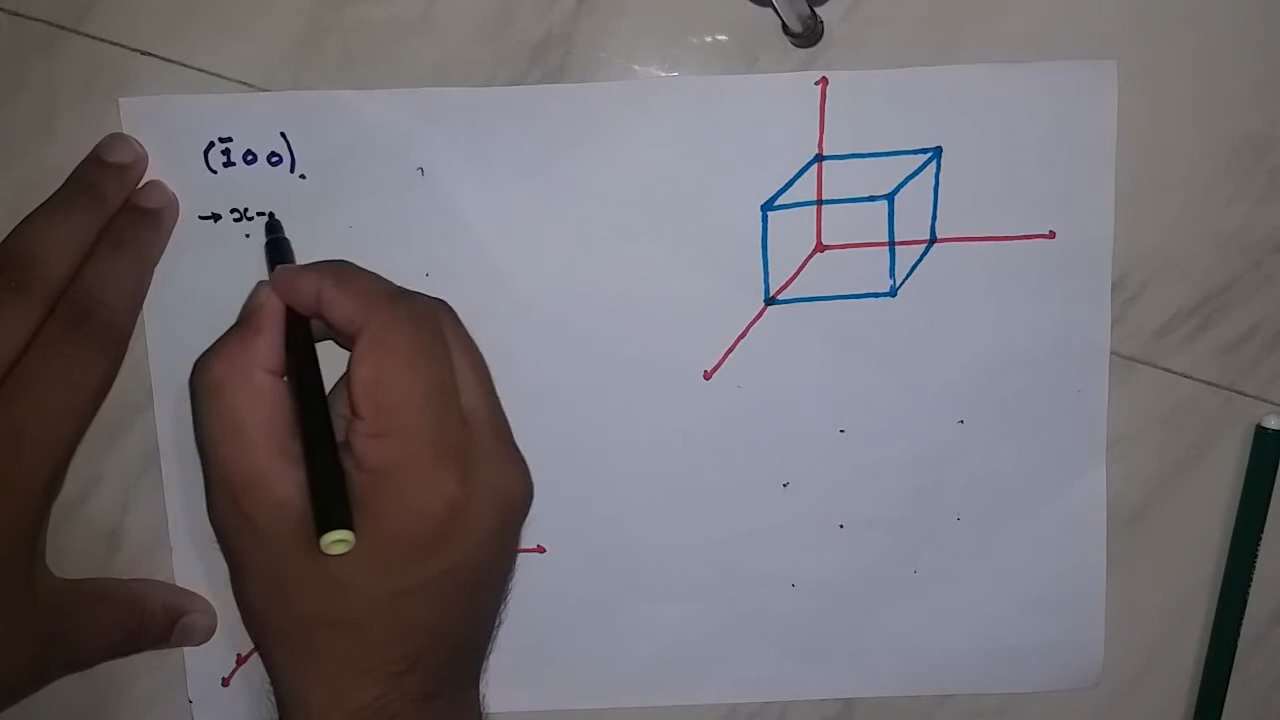 (1̄00).
→ x-